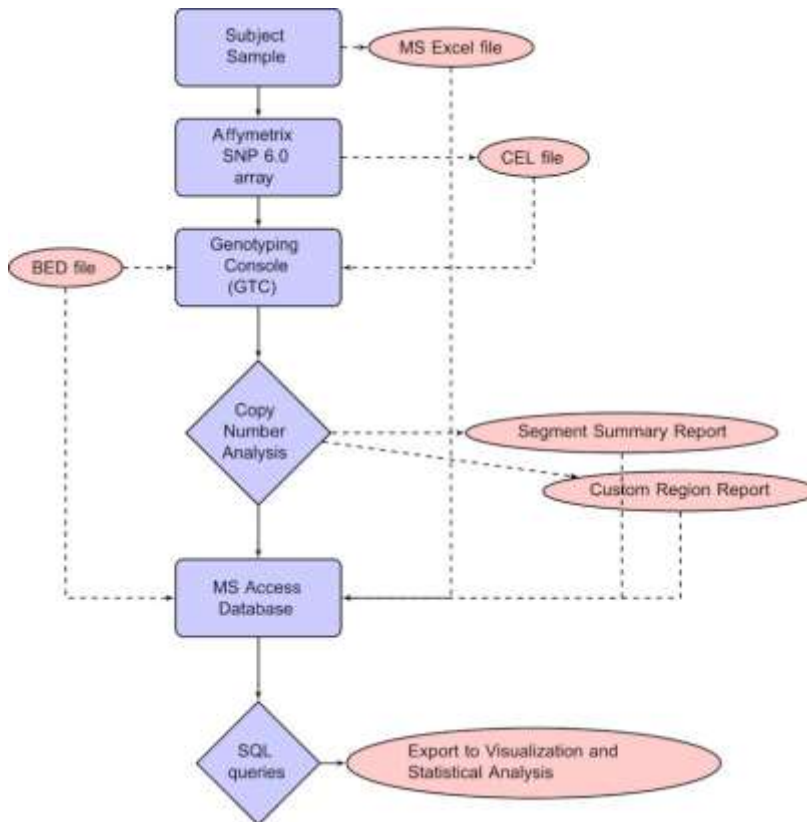 Subject
Sample
MS Excel file
Affymetrix
SNP 6.0
array
CEL file
Genotyping
Console
(GTC)
BED file
Copy
Number
Analysis
Segment Summary Report
Custom Region Report
MS Access
Database
SQL
queries
Export to Visualization and
Statistical Analysis